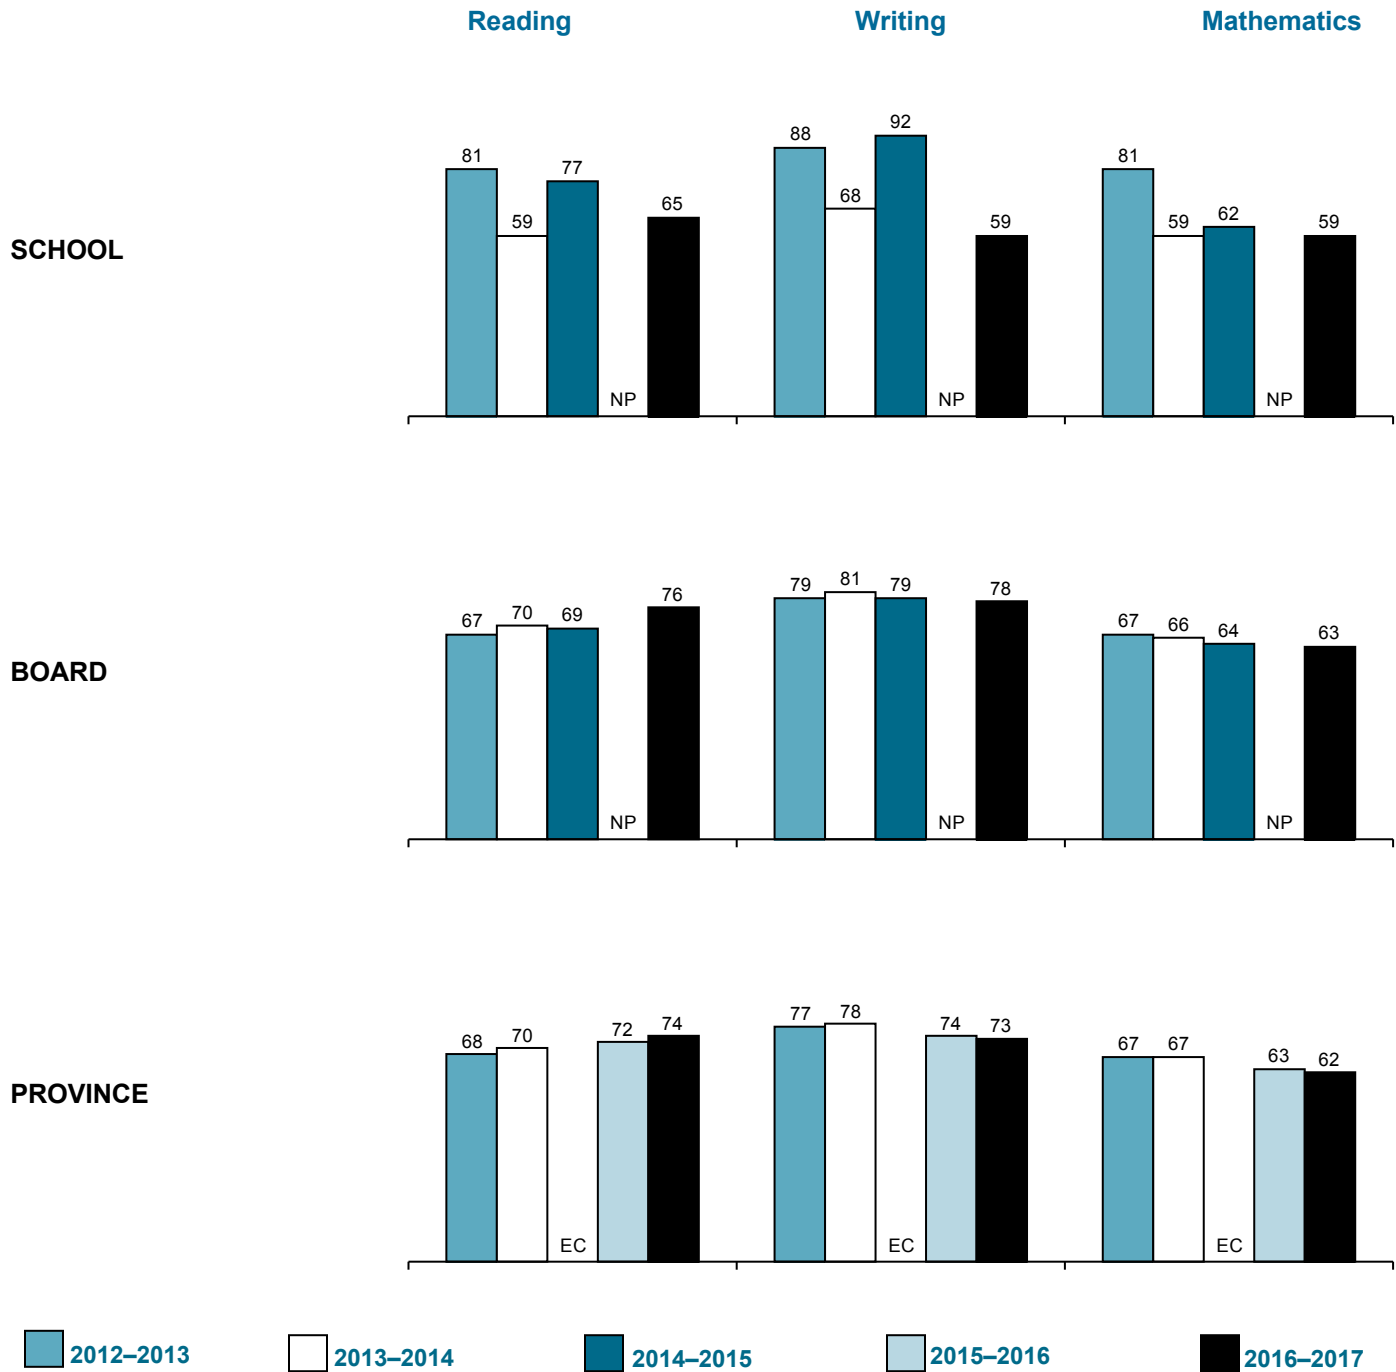 Reading Writing Mathematics
81 59 77 NP 65 88 68 92 NP 59 81 59 62 NP 59
SCHOOL
67 70 69 NP 76 79 81 79 NP 78 67 66 64 NP 63
BOARD
68 70 EC 72 74 77 78 EC 74 73 67 67 EC 63 62
PROVINCE
2012–2013 2013–2014 2014–2015 2015–2016 2016–2017